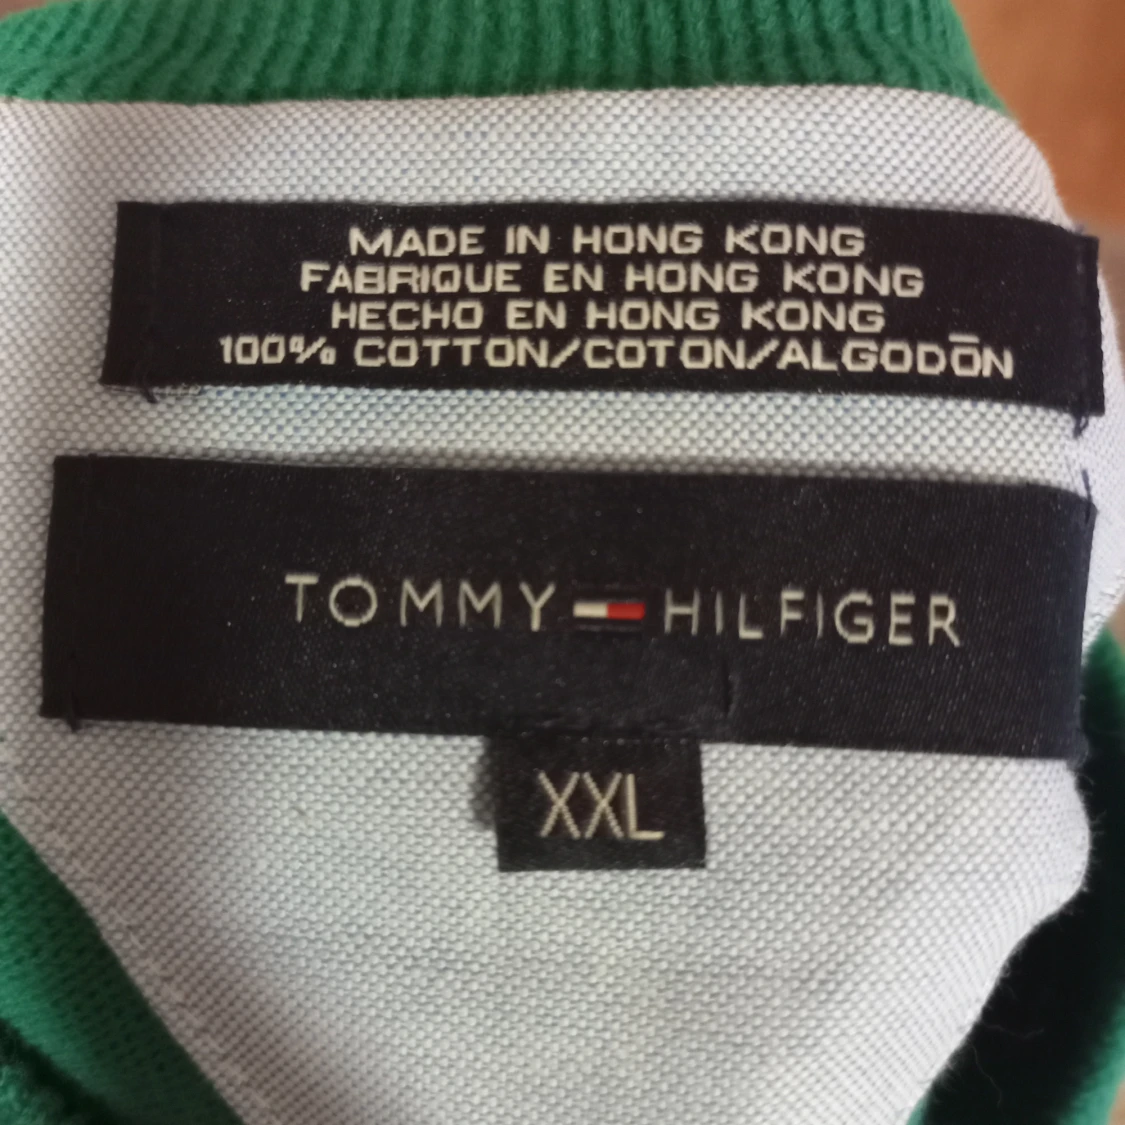 MADE IN HONG KONG
FABRIQUE EN HONG KONG
HECHO EN HONG KONG
100% COTTON/COTON/ALGODŌN
TOMMY HILFIGER
XXL